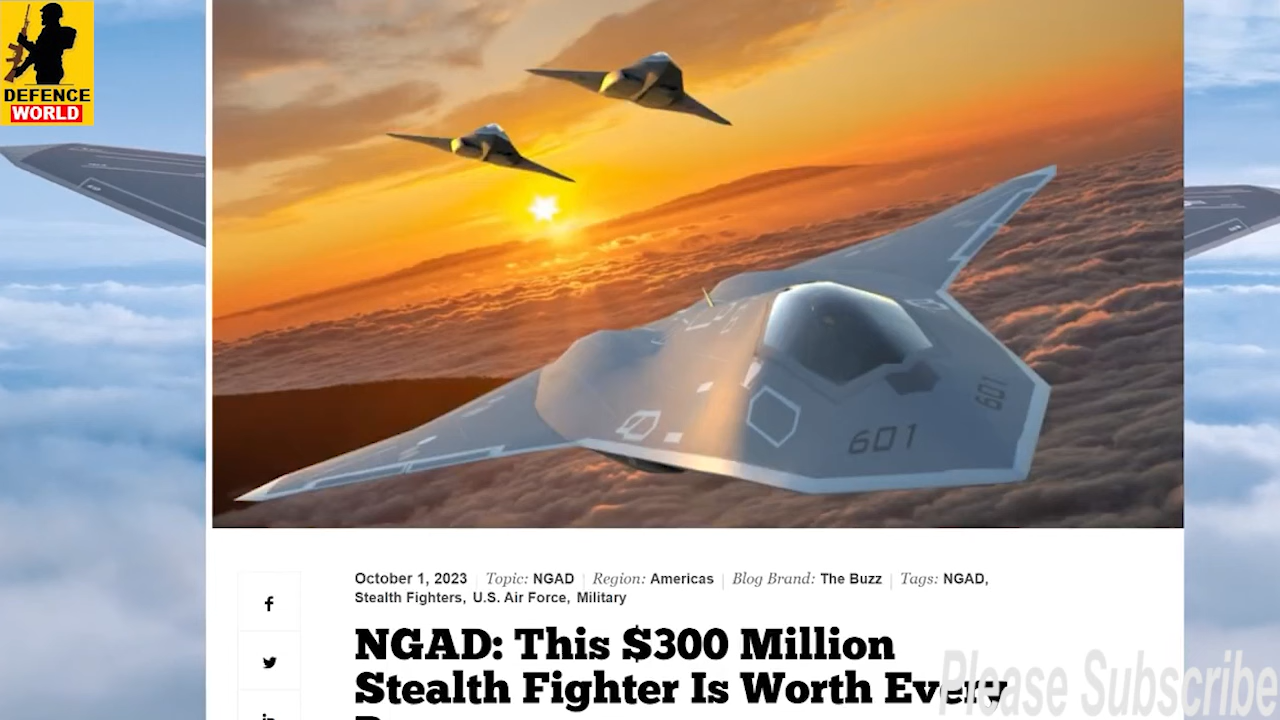 DEFENCE
WORLD
601
601
October 1, 2023 | Topic: NGAD | Region: Americas | Blog Brand: The Buzz | Tags: NGAD,
Stealth Fighters, U.S. Air Force, Military
NGAD: This $300 Million
Stealth Fighter Is Worth Every
Please Subscribe